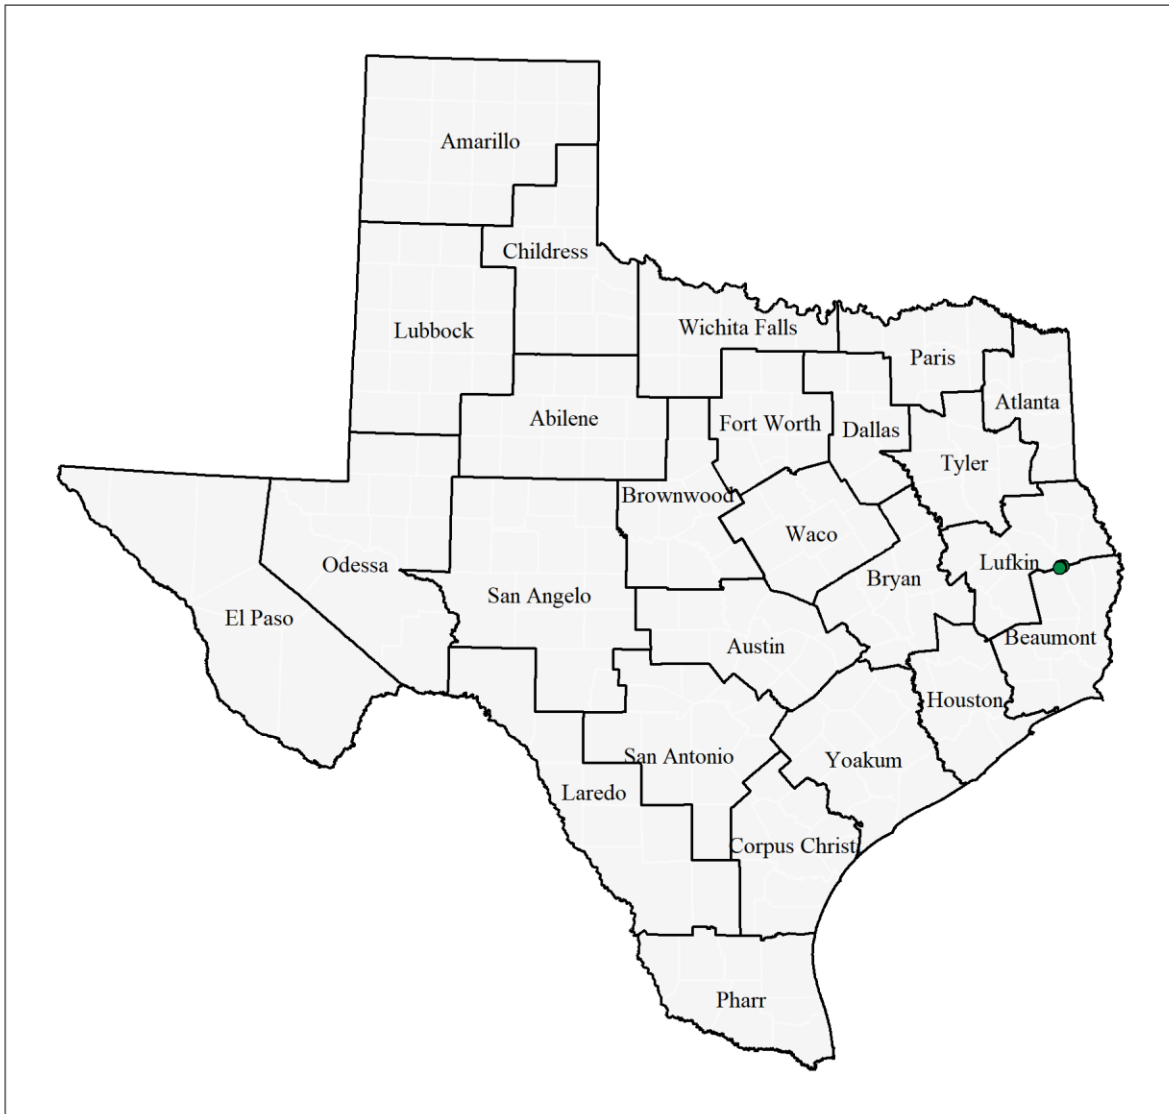 Amarillo
Childress
Lubbock
Wichita Falls
Paris
Atlanta
Abilene
Fort Worth
Dallas
Tyler
Brownwood
Waco
Odessa
Lufkin
Bryan
San Angelo
El Paso
Austin
Beaumont
Houston
San Antonio
Yoakum
Laredo
Corpus Christ
Pharr